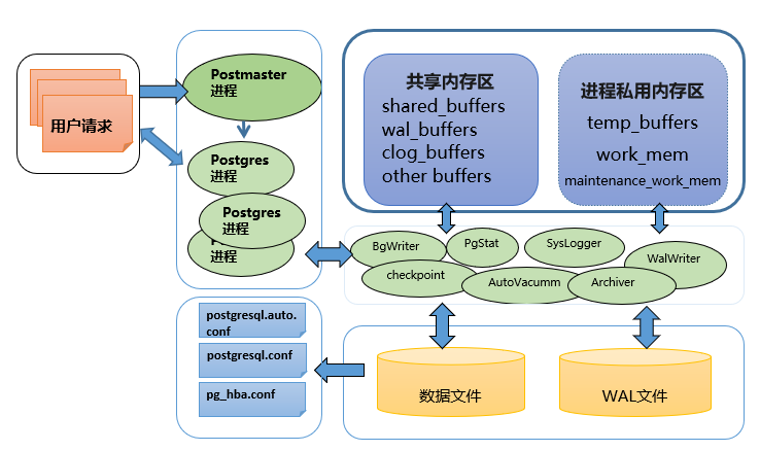 用户请求
Postmaster
进程
Postgres
进程
Postgres
进程
进程
共享内存区
shared_buffers
wal_buffers
clog_buffers
other buffers
进程私用内存区
temp_buffers
work_mem
maintenance_work_mem
BgWriter
PgStat
SysLogger
WalWriter
checkpoint
AutoVacumm
Archiver
postgresql.auto.
conf
postgresql.conf
pg_hba.conf
数据文件
WAL文件